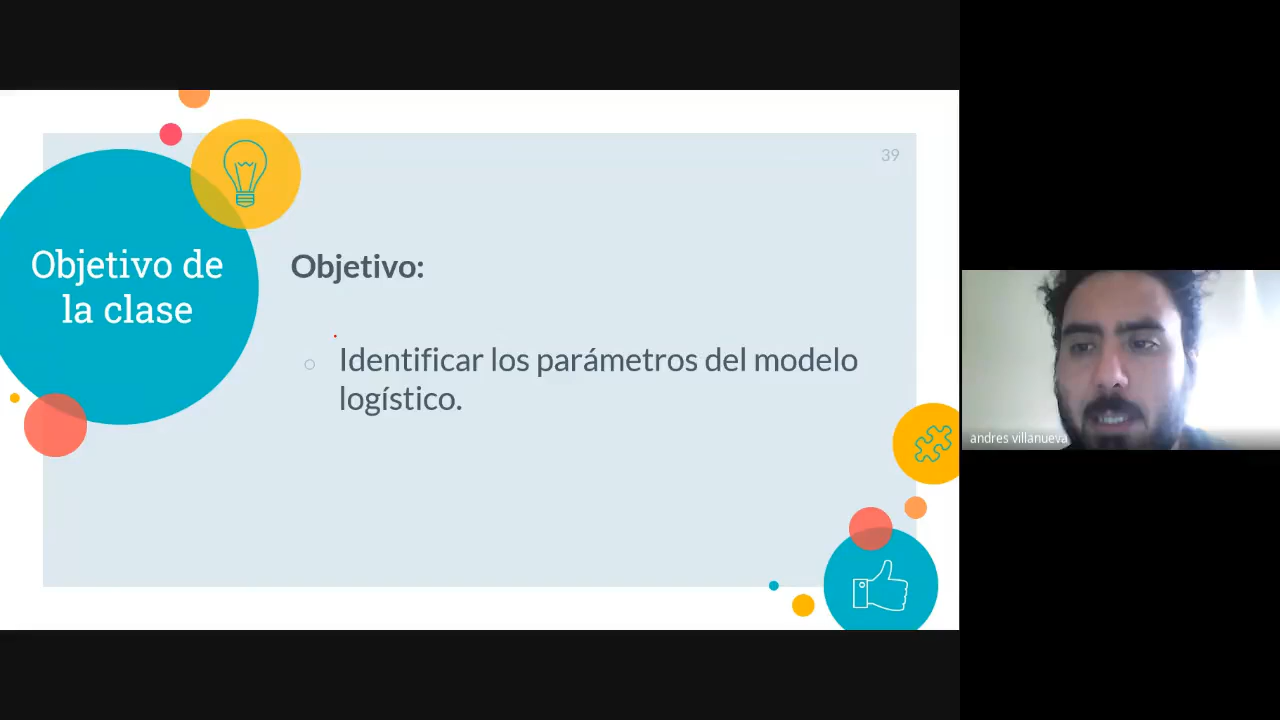 39
Objetivo de
la clase
Objetivo:
Identificar los parámetros del modelo
logístico.
andres villanueva